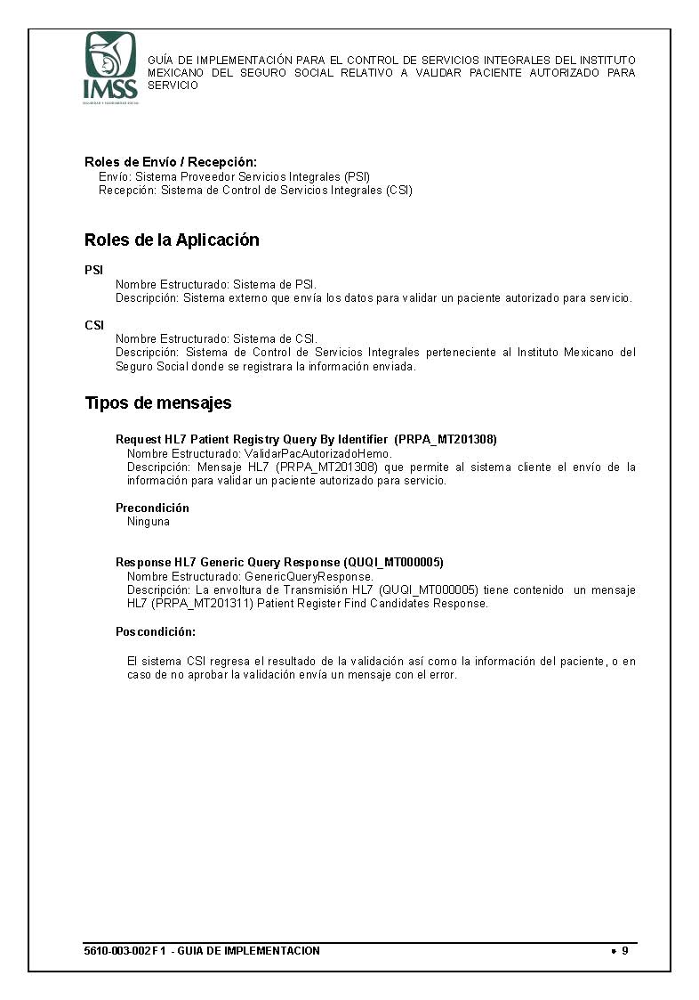 IMSS
SEGURIDAD Y SOLIDARIDAD SOCIAL
GUÍA DE IMPLEMENTACIÓN PARA EL CONTROL DE SERVICIOS INTEGRALES DEL INSTITUTO
MEXICANO DEL SEGURO SOCIAL RELATIVO A VALIDAR PACIENTE AUTORIZADO PARA
SERVICIO
Roles de Envío / Recepción:
Envío: Sistema Proveedor Servicios Integrales (PSI)
Recepción: Sistema de Control de Servicios Integrales (CSI)
Roles de la Aplicación
PSI
Nombre Estructurado: Sistema de PSI.
Descripción: Sistema externo que envía los datos para validar un paciente autorizado para servicio.
CSI
Nombre Estructurado: Sistema de CSI.
Descripción: Sistema de Control de Servicios Integrales perteneciente al Instituto Mexicano del
Seguro Social donde se registrara la información enviada.
Tipos de mensajes
Request HL7 Patient Registry Query By Identifier (PRPA_MT201308)
Nombre Estructurado: ValidarPacAutorizadoHemo.
Descripción: Mensaje HL7 (PRPA_MT201308) que permite al sistema cliente el envío de la
información para validar un paciente autorizado para servicio.
Precondición
Ninguna
Response HL7 Generic Query Response (QUQI_MT000005)
Nombre Estructurado: GenericQueryResponse.
Descripción: La envoltura de Transmisión HL7 (QUQI_MT000005) tiene contenido un mensaje
HL7 (PRPA_MT201311) Patient Register Find Candidates Response.
Poscondición:
El sistema CSI regresa el resultado de la validación así como la información del paciente, o en
caso de no aprobar la validación envía un mensaje con el error.
5610-003-002 F 1 - GUIA DE IMPLEMENTACION • 9